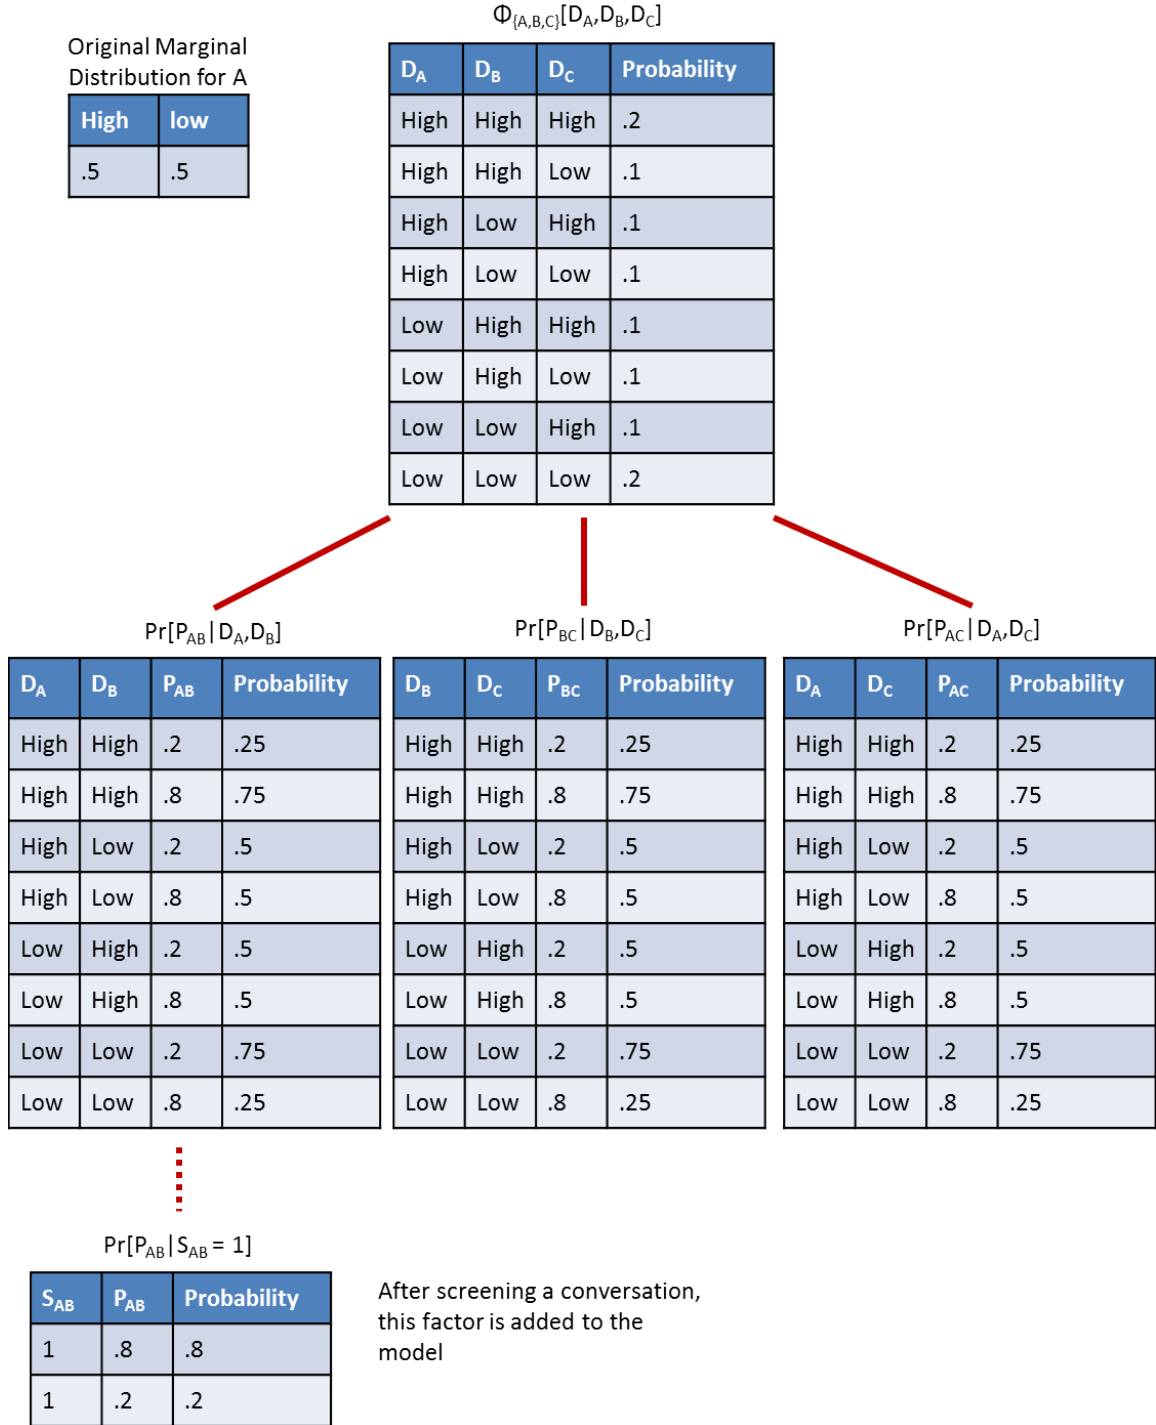 Φ{A,B,C}[DA,DB,DC]
Original Marginal
Distribution for A
High low
.5 .5
DA DB DC Probability
High High High .2
High High Low .1
High Low High .1
High Low Low .1
Low High High .1
Low High Low .1
Low Low High .1
Low Low Low .2
Pr[PAB|DA,DB]
DA DB PAB Probability
High High .2 .25
High High .8 .75
High Low .2 .5
High Low .8 .5
Low High .2 .5
Low High .8 .5
Low Low .2 .75
Low Low .8 .25
Pr[PBC|DB,DC]
DB DC PBC Probability
High High .2 .25
High High .8 .75
High Low .2 .5
High Low .8 .5
Low High .2 .5
Low High .8 .5
Low Low .2 .75
Low Low .8 .25
Pr[PAC|DA,DC]
DA DC PAC Probability
High High .2 .25
High High .8 .75
High Low .2 .5
High Low .8 .5
Low High .2 .5
Low High .8 .5
Low Low .2 .75
Low Low .8 .25
Pr[PAB|SAB = 1]
SAB PAB Probability
1 .8 .8
1 .2 .2
After screening a conversation,
this factor is added to the
model